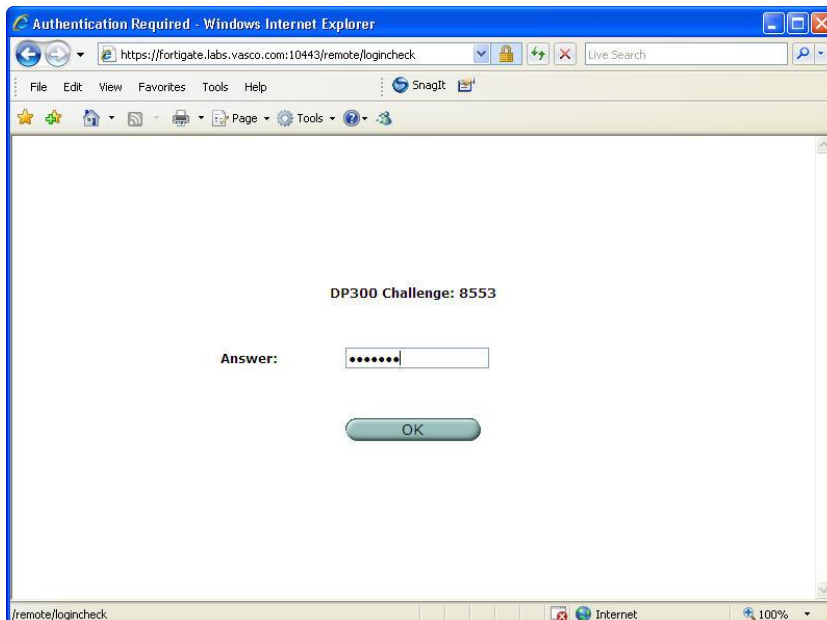 Authentication Required - Windows Internet Explorer
https://fortigate.labs.vasco.com:10443/remote/logincheck
Live Search
File Edit View Favorites Tools Help
SnagIt
Page Tools
DP300 Challenge: 8553
Answer: •••••••
OK
/remote/logincheck
Internet
100%